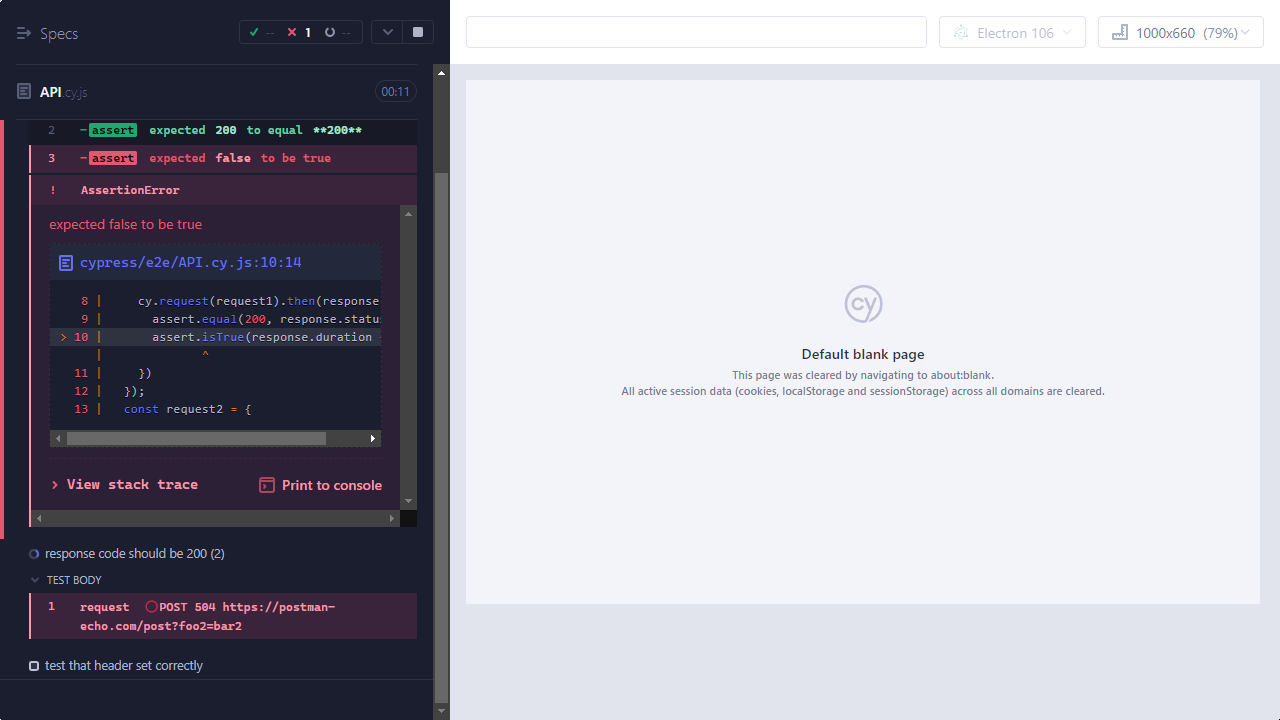 Specs
-- 1 --
Electron 106
1000x660 (79%)
API.cy.js
00:11
2 -assert expected 200 to equal **200**
3 -assert expected false to be true
! AssertionError
expected false to be true
cypress/e2e/API.cy.js:10:14
8 | cy.request(request1).then(response
9 | assert.equal(200, response.statu
> 10 | assert.isTrue(response.duration
| ^
11 | })
12 | });
13 | const request2 = {
> View stack trace
Print to console
response code should be 200 (2)
TEST BODY
1 request POST 504 https://postman-
echo.com/post?foo2=bar2
test that header set correctly
cy
Default blank page
This page was cleared by navigating to about:blank.
All active session data (cookies, localStorage and sessionStorage) across all domains are cleared.